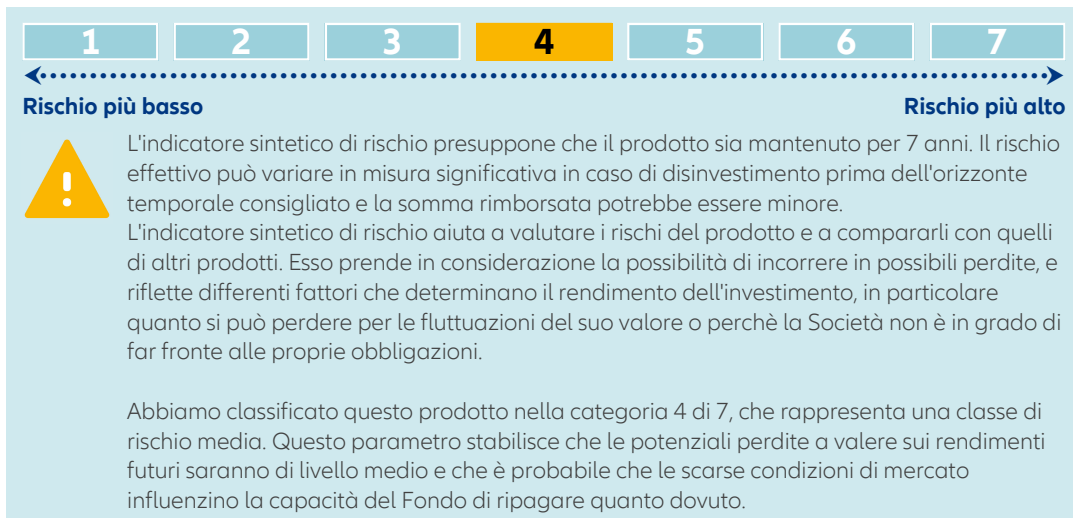 1 2 3 4 5 6 7
Rischio più basso Rischio più alto
L'indicatore sintetico di rischio presuppone che il prodotto sia mantenuto per 7 anni. Il rischio
effettivo può variare in misura significativa in caso di disinvestimento prima dell'orizzonte
temporale consigliato e la somma rimborsata potrebbe essere minore.
L'indicatore sintetico di rischio aiuta a valutare i rischi del prodotto e a compararli con quelli
di altri prodotti. Esso prende in considerazione la possibilità di incorrere in possibili perdite, e
riflette differenti fattori che determinano il rendimento dell'investimento, in particolare
quanto si può perdere per le fluttuazioni del suo valore o perchè la Società non è in grado di
far fronte alle proprie obbligazioni.
Abbiamo classificato questo prodotto nella categoria 4 di 7, che rappresenta una classe di
rischio media. Questo parametro stabilisce che le potenziali perdite a valere sui rendimenti
futuri saranno di livello medio e che è probabile che le scarse condizioni di mercato
influenzino la capacità del Fondo di ripagare quanto dovuto.